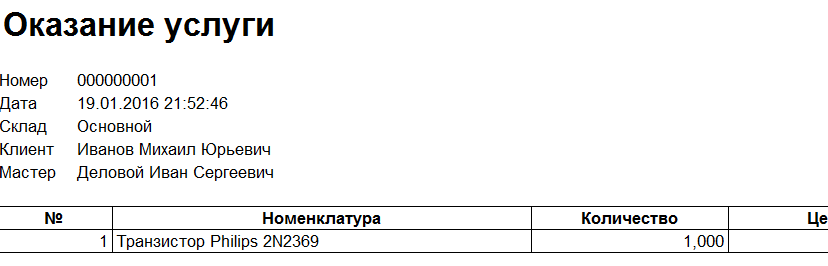 Оказание услуги
Номер 000000001
Дата 19.01.2016 21:52:46
Склад Основной
Клиент Иванов Михаил Юрьевич
Мастер Деловой Иван Сергеевич
№ Номенклатура Количество Це
1 Транзистор Philips 2N2369 1,000